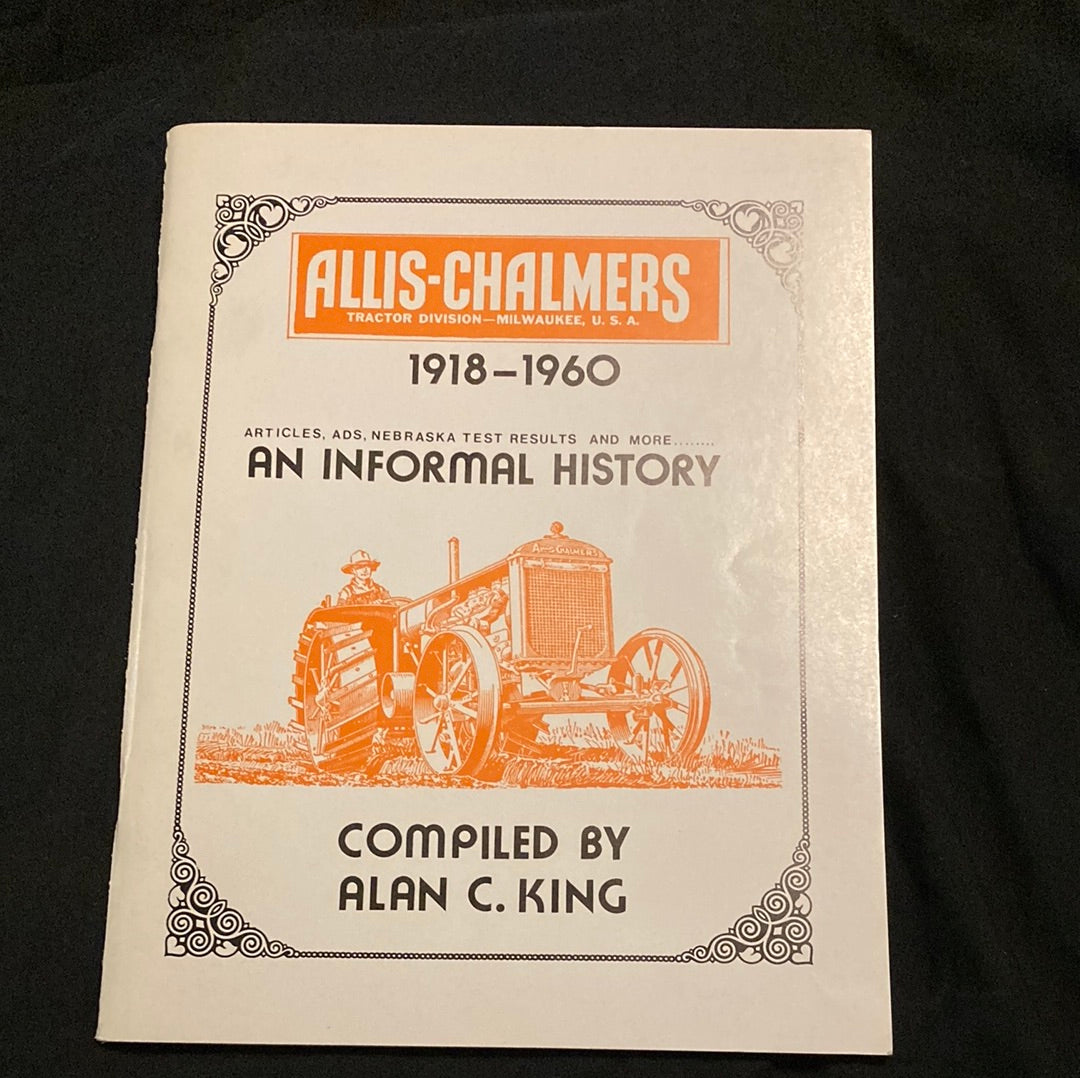 ALLIS-CHALMERS
TRACTOR DIVISION—MILWAUKEE, U. S. A.
1918–1960
ARTICLES, ADS, NEBRASKA TEST RESULTS AND MORE........
AN INFORMAL HISTORY
ALLIS-CHALMERS
COMPILED BY
ALAN C. KING